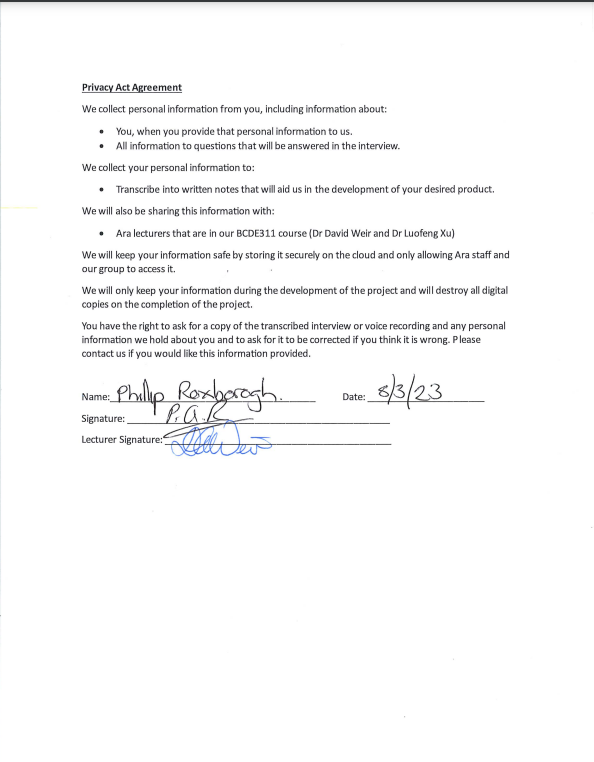 Privacy Act Agreement
We collect personal information from you, including information about:
• You, when you provide that personal information to us.
• All information to questions that will be answered in the interview.
We collect your personal information to:
• Transcribe into written notes that will aid us in the development of your desired product.
We will also be sharing this information with:
• Ara lecturers that are in our BCDE311 course (Dr David Weir and Dr Luofeng Xu)
We will keep your information safe by storing it securely on the cloud and only allowing Ara staff and
our group to access it.
We will only keep your information during the development of the project and will destroy all digital
copies on the completion of the project.
You have the right to ask for a copy of the transcribed interview or voice recording and any personal
information we hold about you and to ask for it to be corrected if you think it is wrong. Please
contact us if you would like this information provided.
Name: Phillip Roxborogh. Date: 8/3/23
Signature: P.A.R
Lecturer Signature: